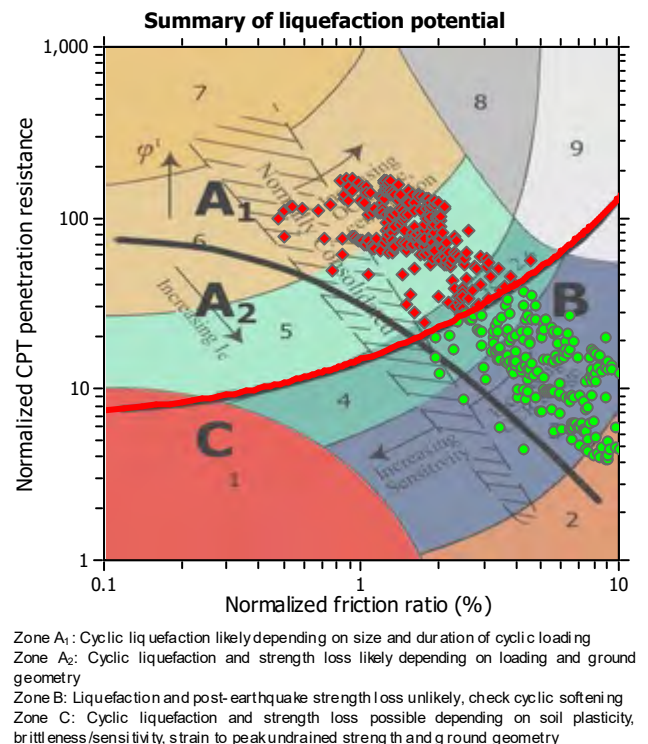 Summary of liquefaction potential
Normalized CPT penetration resistance
1,000
100
10
1
7
8
9
φ'
A1
Increasing
Normally Consolidated
6
A2
B
Increasing Ic
5
4
C
1
Increasing
Sensitivity
2
0.1
1
10
Normalized friction ratio (%)
Zone A1: Cyclic liquefaction likely depending on size and duration of cyclic loading
Zone A2: Cyclic liquefaction and strength loss likely depending on loading and ground
geometry
Zone B: Liquefaction and post-earthquake strength loss unlikely, check cyclic softening
Zone C: Cyclic liquefaction and strength loss possible depending on soil plasticity,
brittleness/sensitivity, strain to peak undrained strength and ground geometry